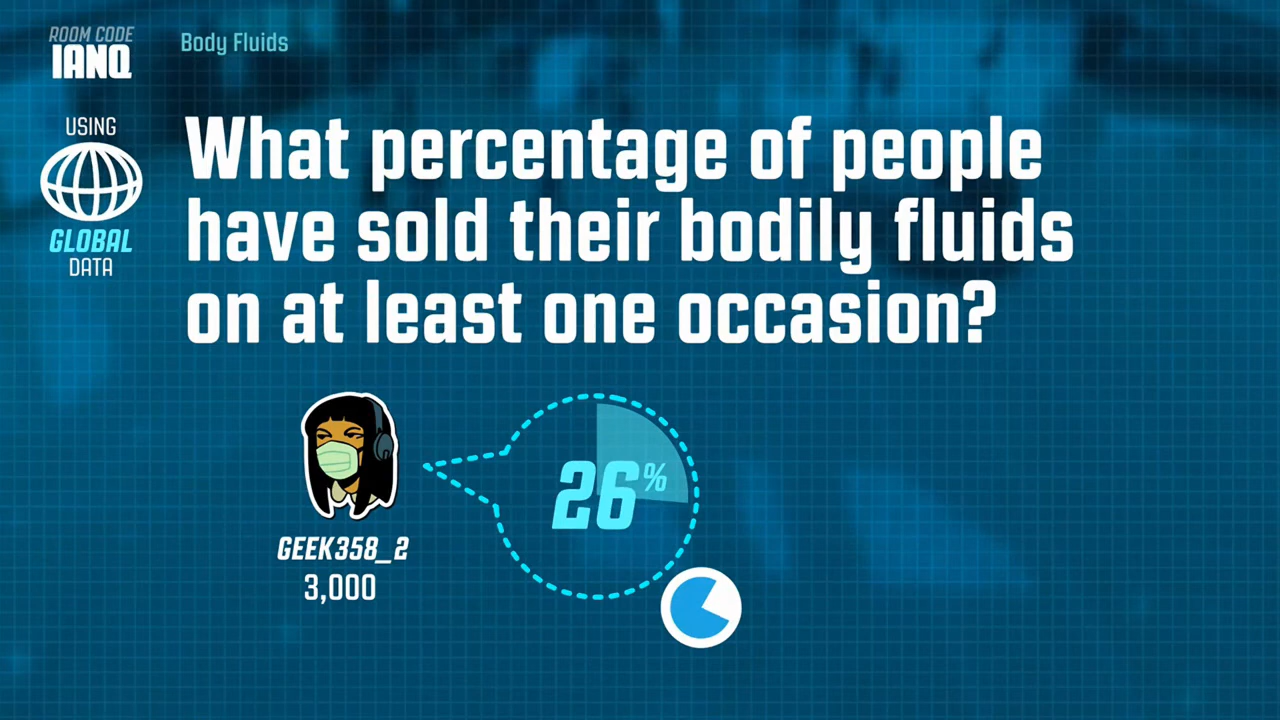 ROOM CODE
IANQ
Body Fluids
USING
GLOBAL
DATA
What percentage of people
have sold their bodily fluids
on at least one occasion?
26%
GEEK358_2
3,000